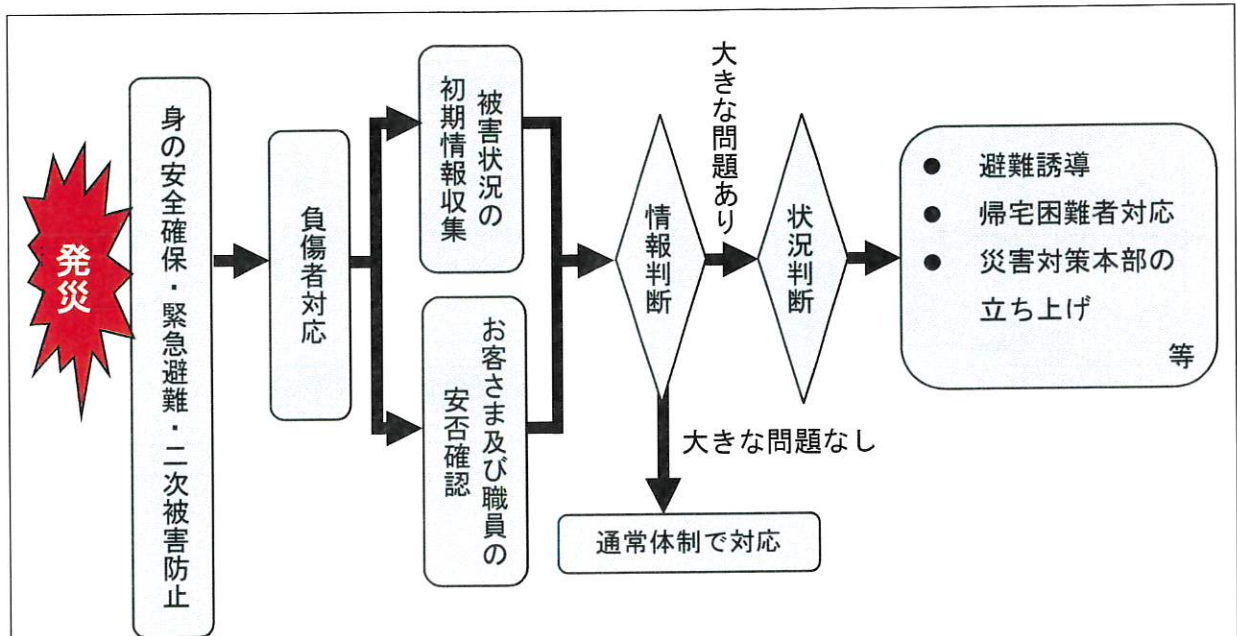 発災
身の安全確保・緊急避難・二次被害防止
負傷者対応
被害状況の
初期情報収集
お客さま及び職員の
安否確認
情報判断
大きな問題あり
状況判断
● 避難誘導
● 帰宅困難者対応
● 災害対策本部の
立ち上げ
等
大きな問題なし
通常体制で対応